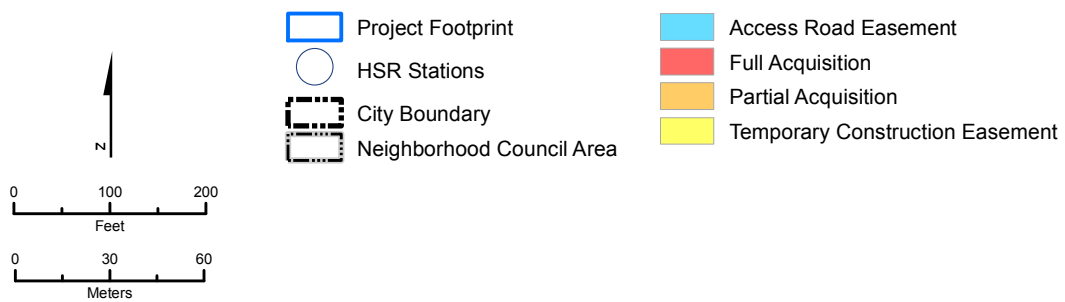 Project Footprint
HSR Stations
City Boundary
Neighborhood Council Area
Access Road Easement
Full Acquisition
Partial Acquisition
Temporary Construction Easement
N
0 100 200
Feet
0 30 60
Meters